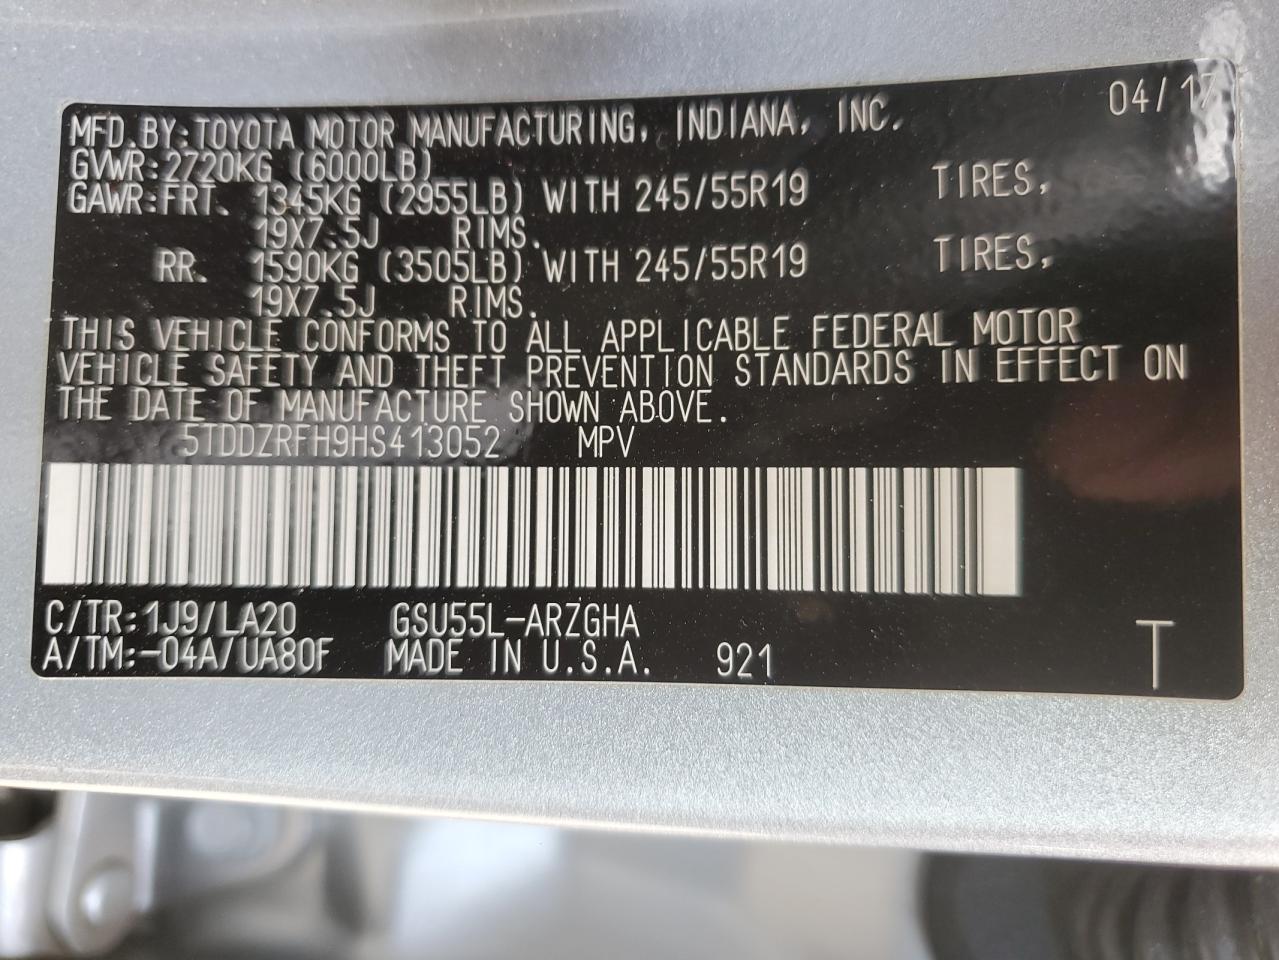 04/17
MFD.BY:TOYOTA MOTOR MANUFACTURING, INDIANA, INC.
GVWR:2720KG (6000LB)
GAWR:FRT. 1345KG (2955LB) WITH 245/55R19 TIRES,
19X7.5J RIMS.
RR. 1590KG (3505LB) WITH 245/55R19 TIRES,
19X7.5J RIMS.
THIS VEHICLE CONFORMS TO ALL APPLICABLE FEDERAL MOTOR
VEHICLE SAFETY AND THEFT PREVENTION STANDARDS IN EFFECT ON
THE DATE OF MANUFACTURE SHOWN ABOVE.
5TDDZRFH9HS413052 MPV
C/TR:1J9/LA20 GSU55L-ARZGHA
A/TM:-04A/UA80F MADE IN U.S.A. 921
T